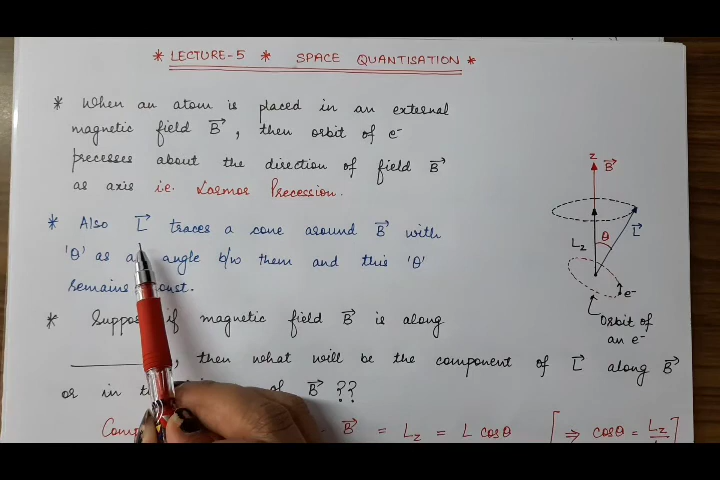 * LECTURE-5 * SPACE QUANTISATION *
* When an atom is placed in an external
magnetic field B⃗, then orbit of e⁻
precesses about the direction of field B⃗
as axis i.e. Larmor Precession.
* Also L⃗ traces a cone around B⃗ with
'θ' as a angle b/w them and this 'θ'
remains const.
* Suppose if magnetic field B⃗ is along
________, then what will be the component of L⃗ along B⃗
or in the of B⃗ ??
B⃗ = Lz = L cosθ [⇒ cosθ = Lz/
z
B⃗
Lz
θ
L⃗
e⁻
Orbit of
an e⁻